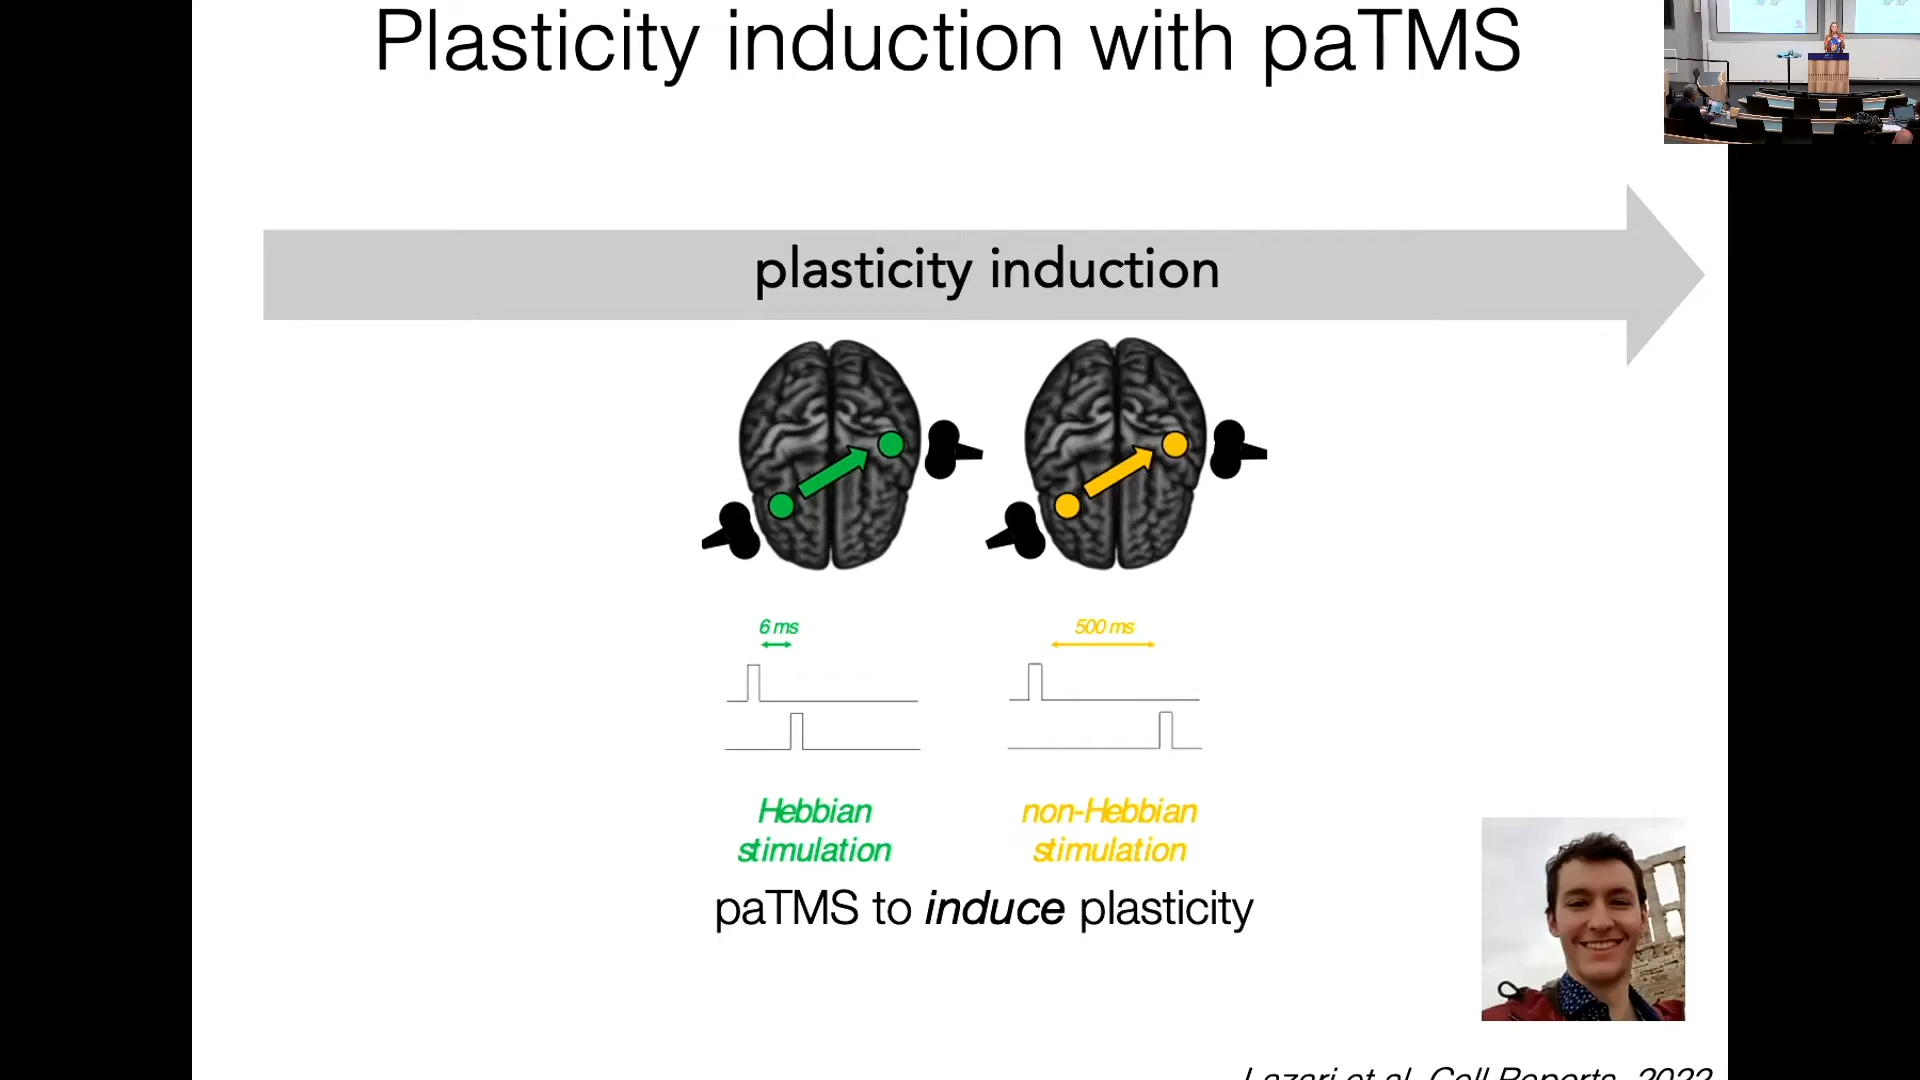 Plasticity induction with paTMS
plasticity induction
6 ms
500 ms
Hebbian
stimulation
non-Hebbian
stimulation
paTMS to induce plasticity
Lazari et al, Cell Reports, 2022